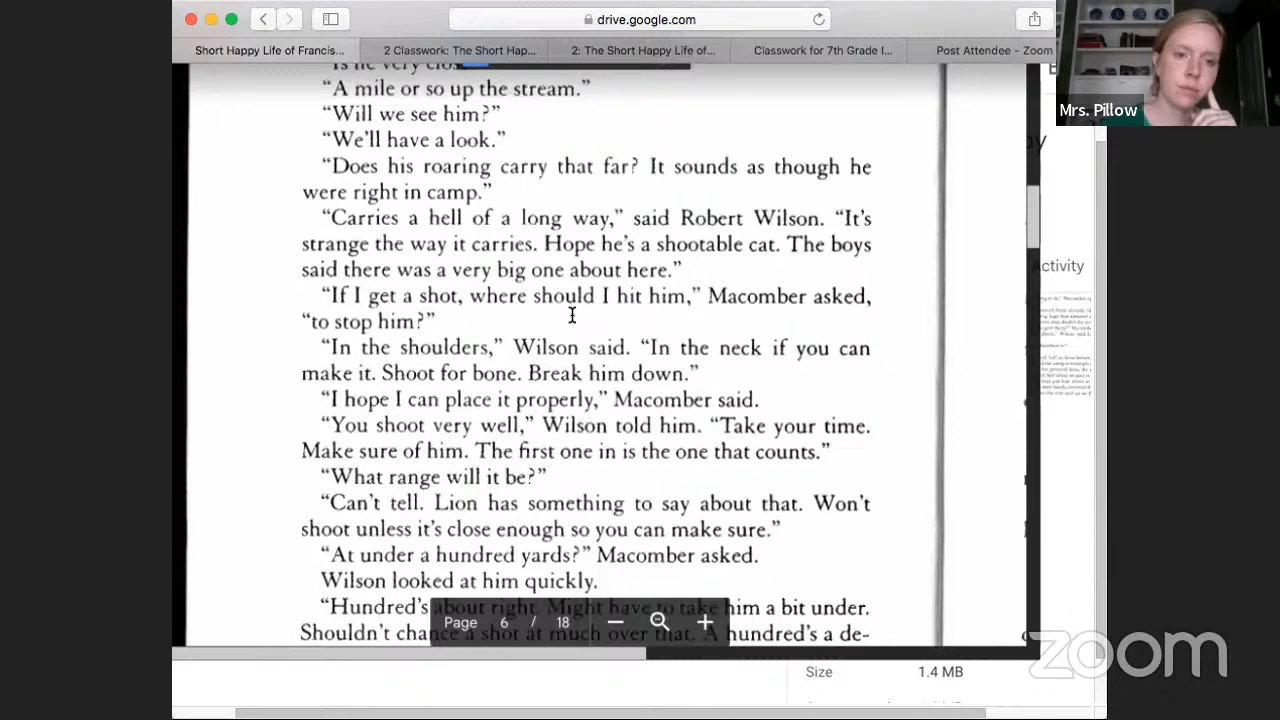 drive.google.com
Short Happy Life of Francis...
2 Classwork: The Short Hap...
2: The Short Happy Life of...
Classwork for 7th Grade I...
Post Attendee - Zoom
Mrs. Pillow
"Is he very clos
"A mile or so up the stream."
"Will we see him?"
"We'll have a look."
"Does his roaring carry that far? It sounds as though he
were right in camp."
"Carries a hell of a long way," said Robert Wilson. "It's
strange the way it carries. Hope he's a shootable cat. The boys
said there was a very big one about here."
"If I get a shot, where should I hit him," Macomber asked,
"to stop him?"
"In the shoulders," Wilson said. "In the neck if you can
make it. Shoot for bone. Break him down."
"I hope I can place it properly," Macomber said.
"You shoot very well," Wilson told him. "Take your time.
Make sure of him. The first one in is the one that counts."
"What range will it be?"
"Can't tell. Lion has something to say about that. Won't
shoot unless it's close enough so you can make sure."
"At under a hundred yards?" Macomber asked.
Wilson looked at him quickly.
"Hundred's about right. Might have to take him a bit under.
Shouldn't chance a shot at much over that. A hundred's a de-
Page 6 / 18
Activity
Size 1.4 MB
zoom